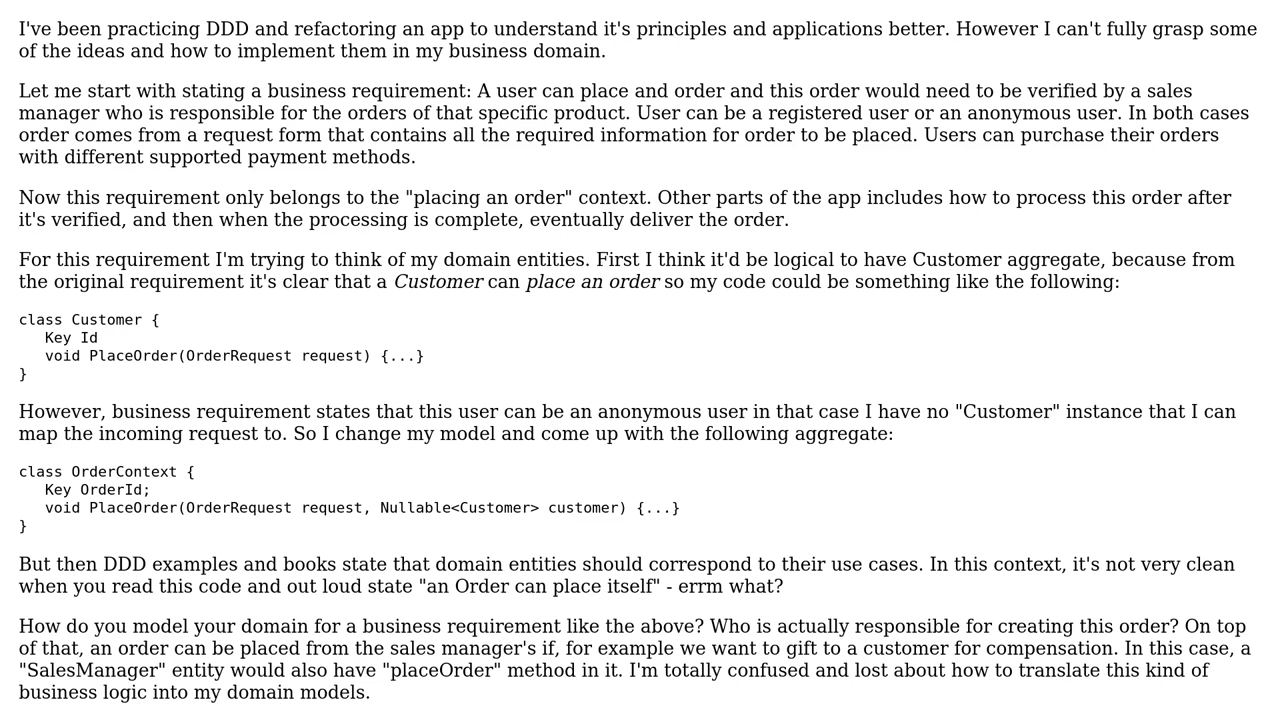 I've been practicing DDD and refactoring an app to understand it's principles and applications better. However I can't fully grasp some
of the ideas and how to implement them in my business domain.
Let me start with stating a business requirement: A user can place and order and this order would need to be verified by a sales
manager who is responsible for the orders of that specific product. User can be a registered user or an anonymous user. In both cases
order comes from a request form that contains all the required information for order to be placed. Users can purchase their orders
with different supported payment methods.
Now this requirement only belongs to the "placing an order" context. Other parts of the app includes how to process this order after
it's verified, and then when the processing is complete, eventually deliver the order.
For this requirement I'm trying to think of my domain entities. First I think it'd be logical to have Customer aggregate, because from
the original requirement it's clear that a Customer can place an order so my code could be something like the following:
class Customer {
   Key Id
   void PlaceOrder(OrderRequest request) {...}
}
However, business requirement states that this user can be an anonymous user in that case I have no "Customer" instance that I can
map the incoming request to. So I change my model and come up with the following aggregate:
class OrderContext {
   Key OrderId;
   void PlaceOrder(OrderRequest request, Nullable<Customer> customer) {...}
}
But then DDD examples and books state that domain entities should correspond to their use cases. In this context, it's not very clean
when you read this code and out loud state "an Order can place itself" - errm what?
How do you model your domain for a business requirement like the above? Who is actually responsible for creating this order? On top
of that, an order can be placed from the sales manager's if, for example we want to gift to a customer for compensation. In this case, a
"SalesManager" entity would also have "placeOrder" method in it. I'm totally confused and lost about how to translate this kind of
business logic into my domain models.